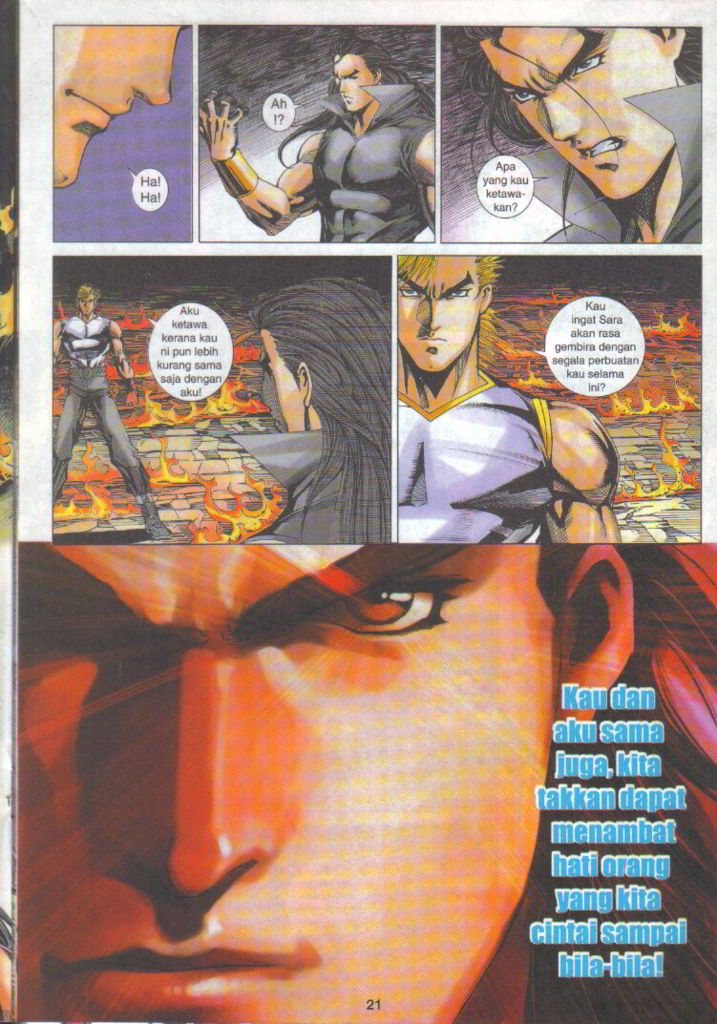 Ha!
Ha!
Ah
!?
Apa
yang kau
ketawa-
kan?
Aku
ketawa
kerana kau
ni pun lebih
kurang sama
saja dengan
aku!
Kau
ingat Sara
akan rasa
gembira dengan
segala perbuatan
kau selama
ini?
Kau dan
aku sama
juga, kita
takkan dapat
menambat
hati orang
yang kita
cintai sampai
bila-bila!
21